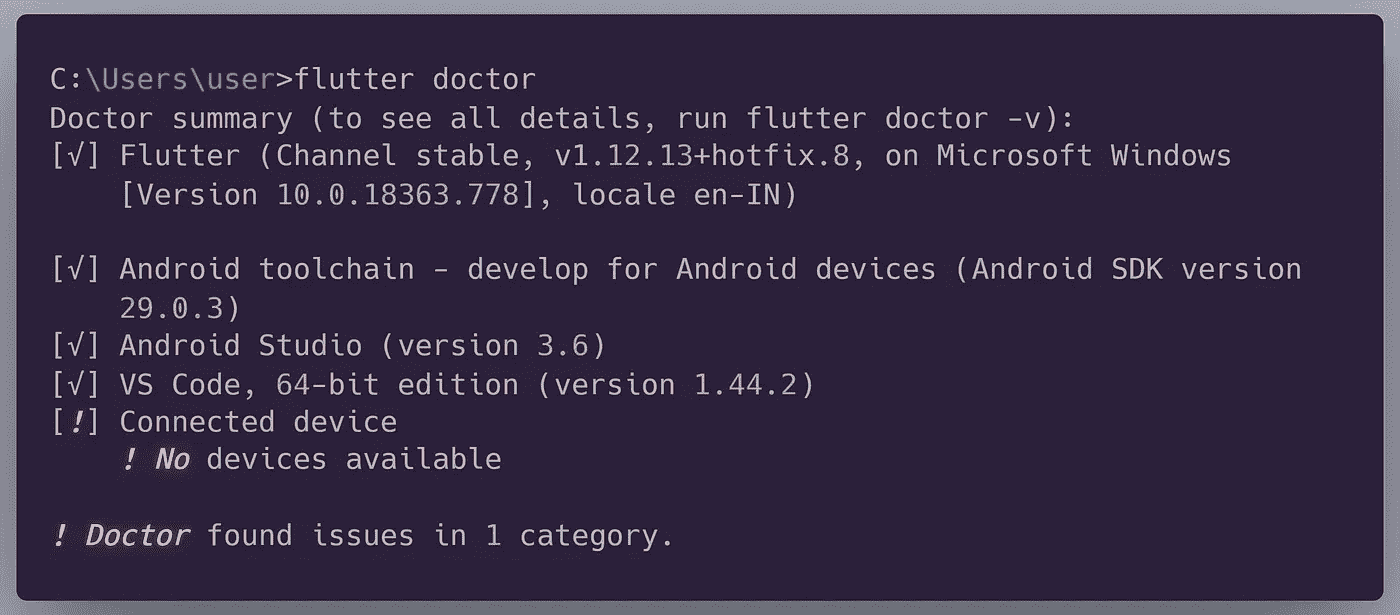 C:\Users\user>flutter doctor
Doctor summary (to see all details, run flutter doctor -v):
[√] Flutter (Channel stable, v1.12.13+hotfix.8, on Microsoft Windows
[Version 10.0.18363.778], locale en-IN)
[√] Android toolchain - develop for Android devices (Android SDK version
29.0.3)
[√] Android Studio (version 3.6)
[√] VS Code, 64-bit edition (version 1.44.2)
[!] Connected device
! No devices available
! Doctor found issues in 1 category.